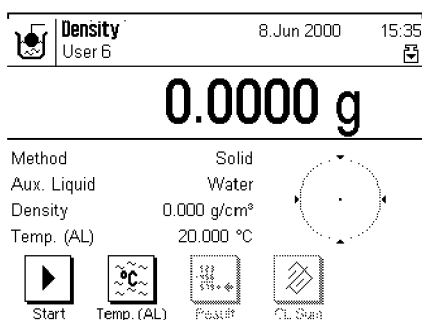 Density 8.Jun 2000 15:35
User 6
0.0000 g
Method Solid
Aux. Liquid Water
Density 0.000 g/cm³
Temp. (AL) 20.000 °C
°C
Start Temp. (AL) Result